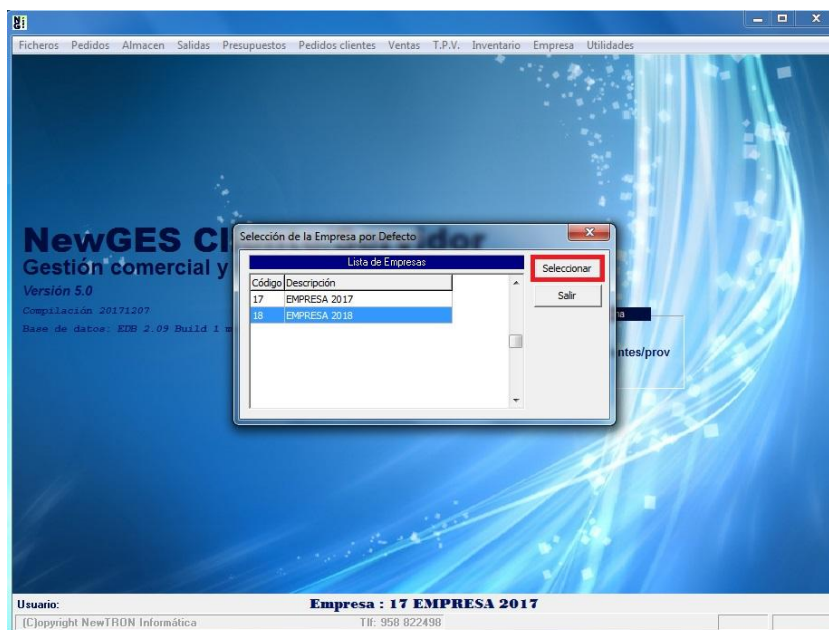 Ficheros Pedidos Almacen Salidas Presupuestos Pedidos clientes Ventas T.P.V. Inventario Empresa Utilidades
NewGES
Gestión comercial y
Versión 5.0
Compilación 20171207
Base de datos: EDB 2.09 Build 1
Selección de la Empresa por Defecto
Lista de Empresas
Código Descripción
17 EMPRESA 2017
18 EMPRESA 2018
Seleccionar
Salir
ntes/prov
Usuario:
Empresa : 17 EMPRESA 2017
(C)opyright NewTRON Informática
Tlf: 958 822498